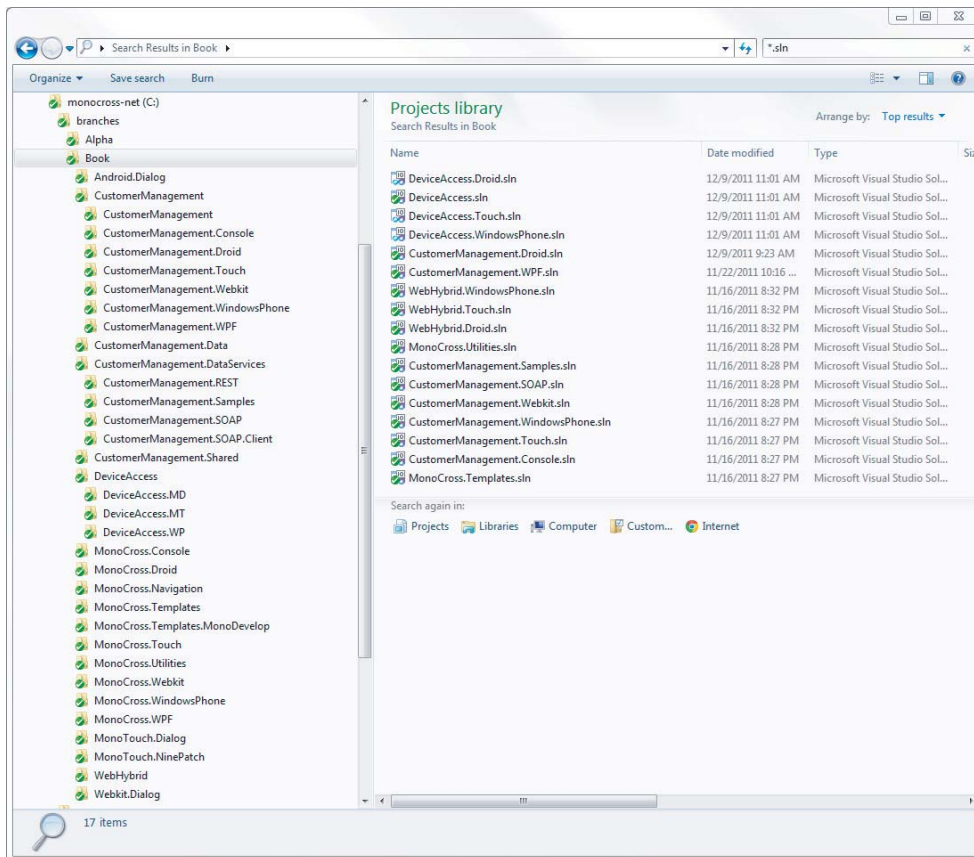 Search Results in Book
*.sln
Organize Save search Burn
monocross-net (C:)
branches
Alpha
Book
Android.Dialog
CustomerManagement
CustomerManagement
CustomerManagement.Console
CustomerManagement.Droid
CustomerManagement.Touch
CustomerManagement.Webkit
CustomerManagement.WindowsPhone
CustomerManagement.WPF
CustomerManagement.Data
CustomerManagement.DataServices
CustomerManagement.REST
CustomerManagement.Samples
CustomerManagement.SOAP
CustomerManagement.SOAP.Client
CustomerManagement.Shared
DeviceAccess
DeviceAccess.MD
DeviceAccess.MT
DeviceAccess.WP
MonoCross.Console
MonoCross.Droid
MonoCross.Navigation
MonoCross.Templates
MonoCross.Templates.MonoDevelop
MonoCross.Touch
MonoCross.Utilities
MonoCross.Webkit
MonoCross.WindowsPhone
MonoCross.WPF
MonoTouch.Dialog
MonoTouch.NinePatch
WebHybrid
Webkit.Dialog
Projects library
Search Results in Book
Arrange by: Top results
Name Date modified Type Si
DeviceAccess.Droid.sln 12/9/2011 11:01 AM Microsoft Visual Studio Sol...
DeviceAccess.sln 12/9/2011 11:01 AM Microsoft Visual Studio Sol...
DeviceAccess.Touch.sln 12/9/2011 11:01 AM Microsoft Visual Studio Sol...
DeviceAccess.WindowsPhone.sln 12/9/2011 11:01 AM Microsoft Visual Studio Sol...
CustomerManagement.Droid.sln 12/9/2011 9:23 AM Microsoft Visual Studio Sol...
CustomerManagement.WPF.sln 11/22/2011 10:16 ... Microsoft Visual Studio Sol...
WebHybrid.WindowsPhone.sln 11/16/2011 8:32 PM Microsoft Visual Studio Sol...
WebHybrid.Touch.sln 11/16/2011 8:32 PM Microsoft Visual Studio Sol...
WebHybrid.Droid.sln 11/16/2011 8:32 PM Microsoft Visual Studio Sol...
MonoCross.Utilities.sln 11/16/2011 8:28 PM Microsoft Visual Studio Sol...
CustomerManagement.Samples.sln 11/16/2011 8:28 PM Microsoft Visual Studio Sol...
CustomerManagement.SOAP.sln 11/16/2011 8:28 PM Microsoft Visual Studio Sol...
CustomerManagement.Webkit.sln 11/16/2011 8:28 PM Microsoft Visual Studio Sol...
CustomerManagement.WindowsPhone.sln 11/16/2011 8:27 PM Microsoft Visual Studio Sol...
CustomerManagement.Touch.sln 11/16/2011 8:27 PM Microsoft Visual Studio Sol...
CustomerManagement.Console.sln 11/16/2011 8:27 PM Microsoft Visual Studio Sol...
MonoCross.Templates.sln 11/16/2011 8:27 PM Microsoft Visual Studio Sol...
Search again in:
Projects Libraries Computer Custom... Internet
17 items